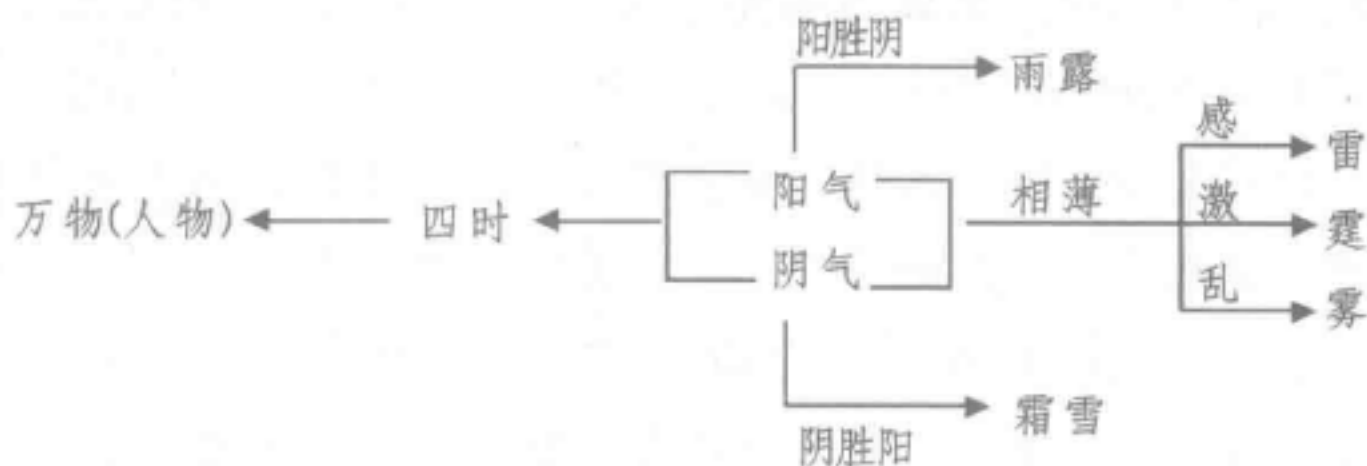 阳胜阴
雨露
感
雷
阳气
相薄
激
霆
万物(人物)
四时
阴气
乱
雾
霜雪
阴胜阳